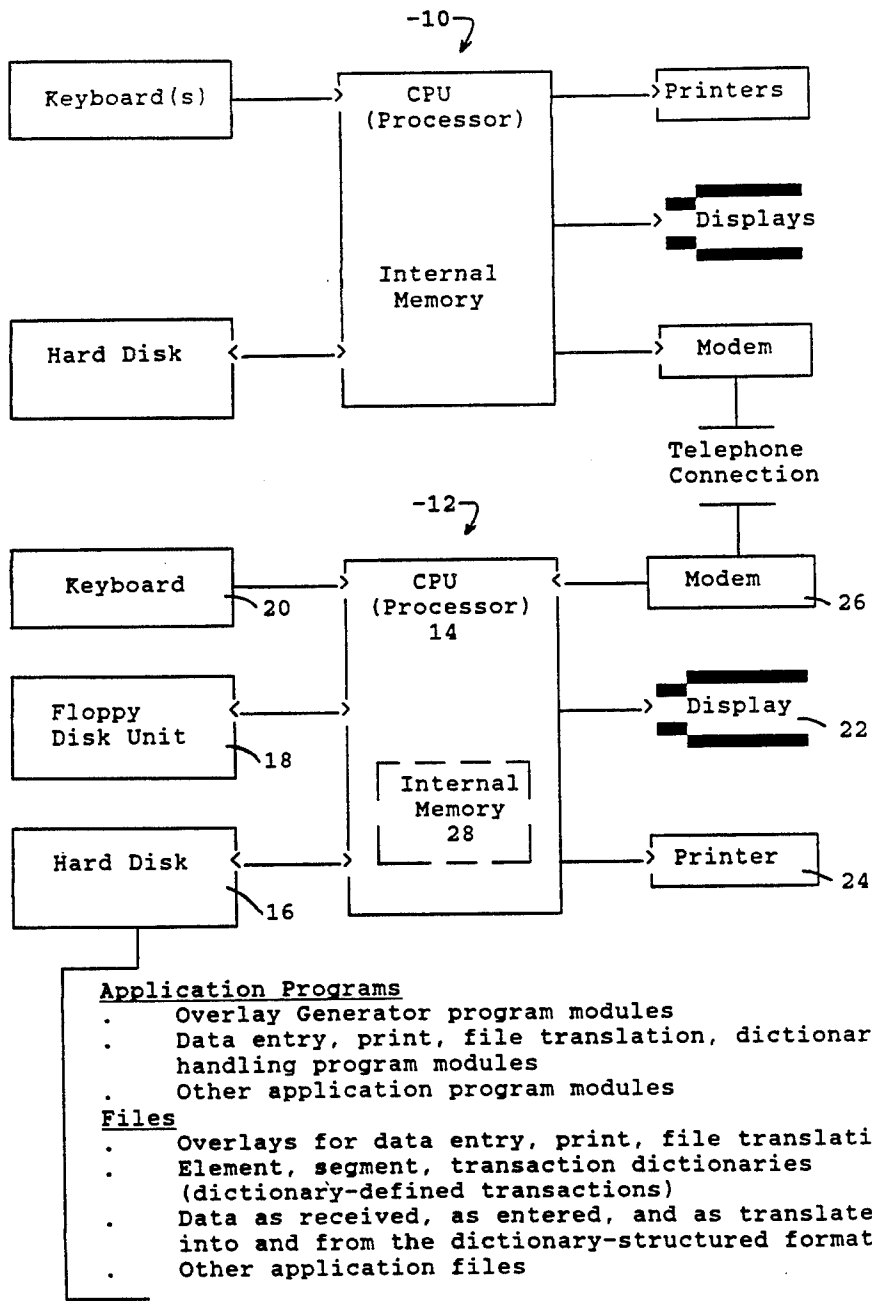 -10
Keyboard(s)
CPU
(Processor)
Printers
Displays
Internal
Memory
Hard Disk
Modem
Telephone
Connection
-12
Keyboard
20
CPU
(Processor)
14
Modem
26
Floppy
Disk Unit
18
Display
22
Internal
Memory
28
Hard Disk
16
Printer
24
Application Programs
. Overlay Generator program modules
. Data entry, print, file translation, dictionar
handling program modules
. Other application program modules
Files
. Overlays for data entry, print, file translati
. Element, segment, transaction dictionaries
(dictionary-defined transactions)
. Data as received, as entered, and as translate
into and from the dictionary-structured format
. Other application files